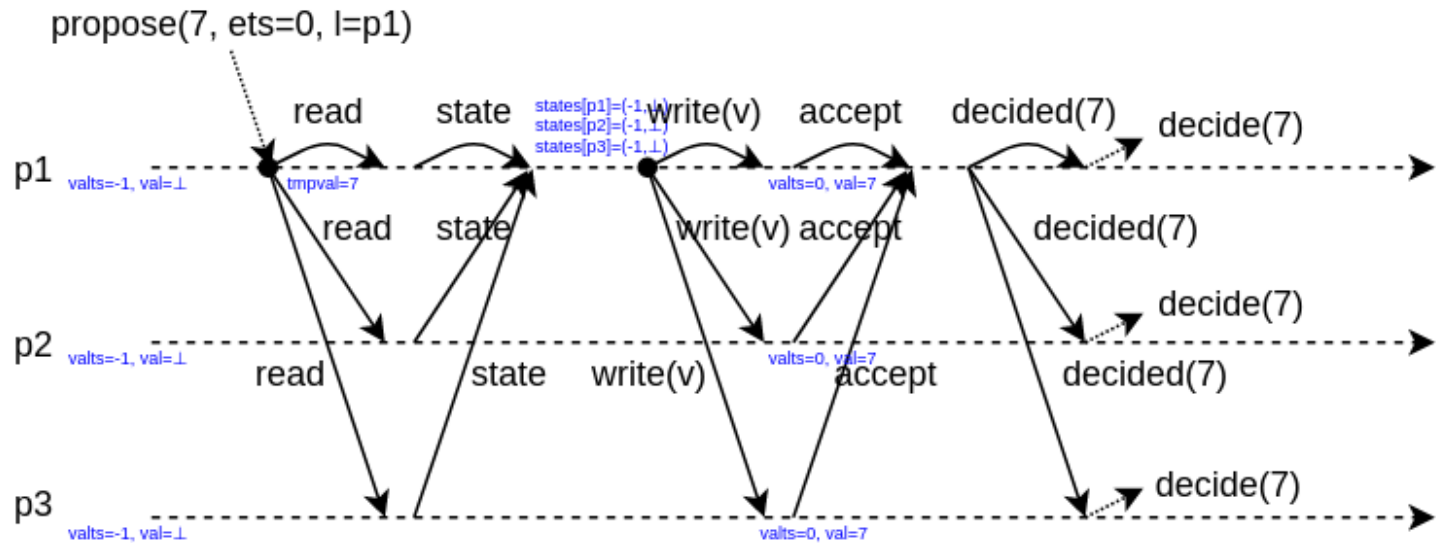 propose(7, ets=0, l=p1)
read
state
states[p1]=(-1,⊥)
states[p2]=(-1,⊥)
states[p3]=(-1,⊥)
write(v)
accept
decided(7)
decide(7)
p1
valts=-1, val=⊥
tmpval=7
valts=0, val=7
read
state
write(v)
accept
decided(7)
decide(7)
p2
valts=-1, val=⊥
valts=0, val=7
read
state
write(v)
accept
decided(7)
decide(7)
p3
valts=-1, val=⊥
valts=0, val=7